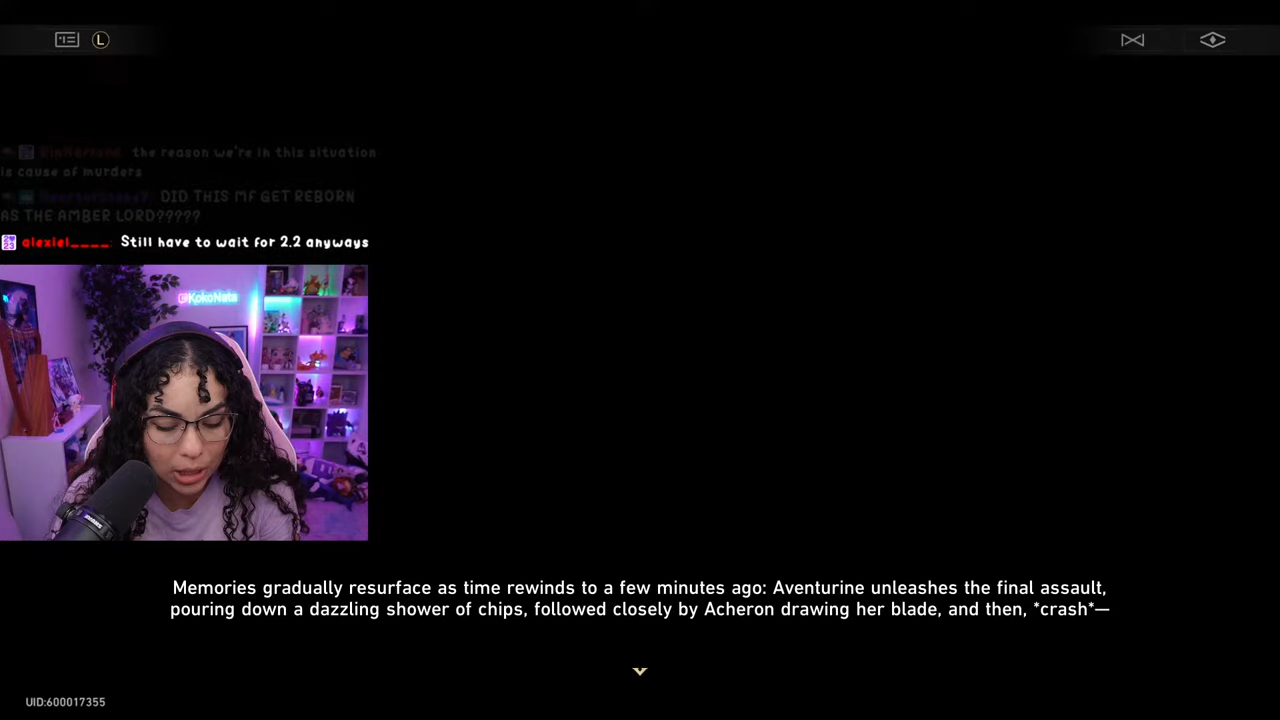 L
the reason we're in this situation
is cause of murders
DID THIS MF GET REBORN
AS THE AMBER LORD?????
alexiel____: Still have to wait for 2.2 anyways
@KokoNata
Memories gradually resurface as time rewinds to a few minutes ago: Aventurine unleashes the final assault,
pouring down a dazzling shower of chips, followed closely by Acheron drawing her blade, and then, *crash*—
UID:600017355